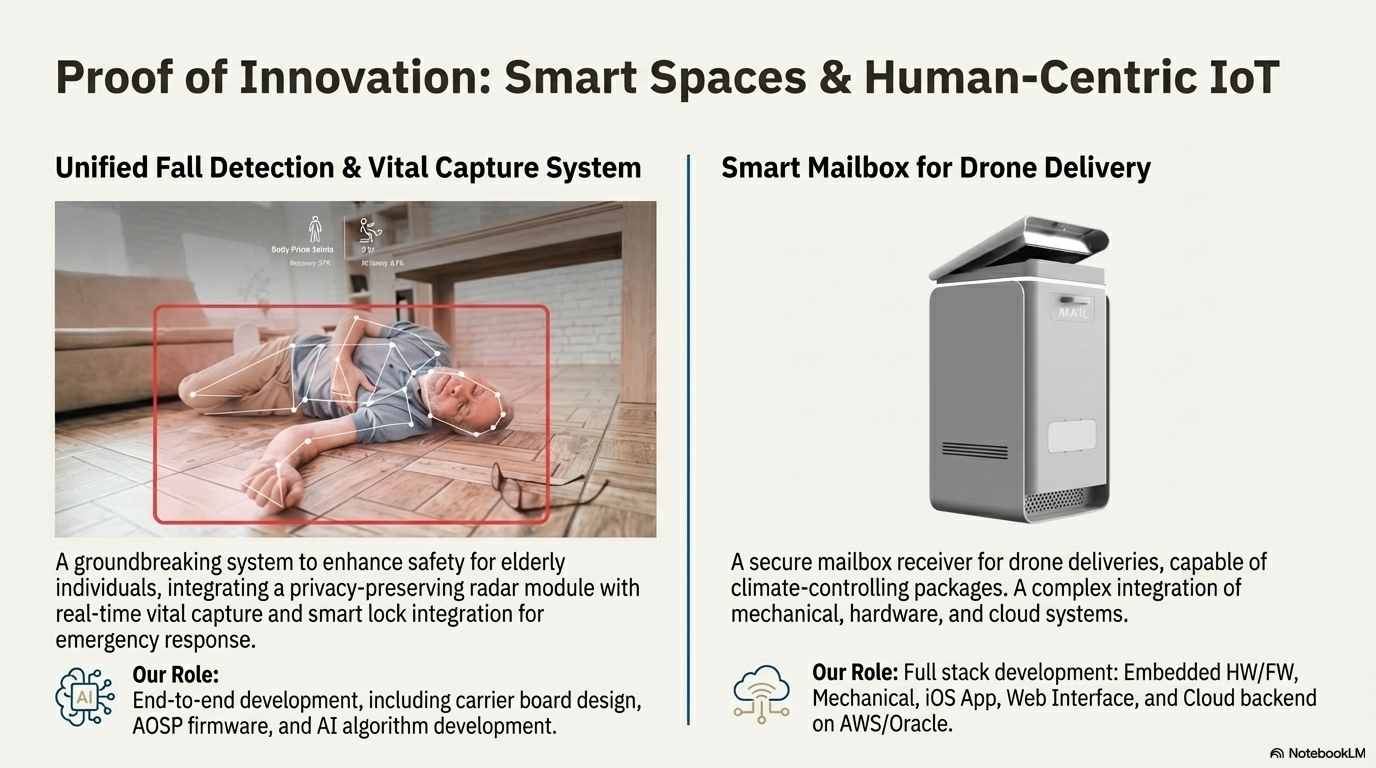 Proof of Innovation: Smart Spaces & Human-Centric IoT
Unified Fall Detection & Vital Capture System
Body Prine
Recovery
A groundbreaking system to enhance safety for elderly
individuals, integrating a privacy-preserving radar module with
real-time vital capture and smart lock integration for
emergency response.
AI
Our Role:
End-to-end development, including carrier board design,
AOSP firmware, and AI algorithm development.
Smart Mailbox for Drone Delivery
MAIL
A secure mailbox receiver for drone deliveries, capable of
climate-controlling packages. A complex integration of
mechanical, hardware, and cloud systems.
Our Role: Full stack development: Embedded HW/FW,
Mechanical, iOS App, Web Interface, and Cloud backend
on AWS/Oracle.
NotebookLM